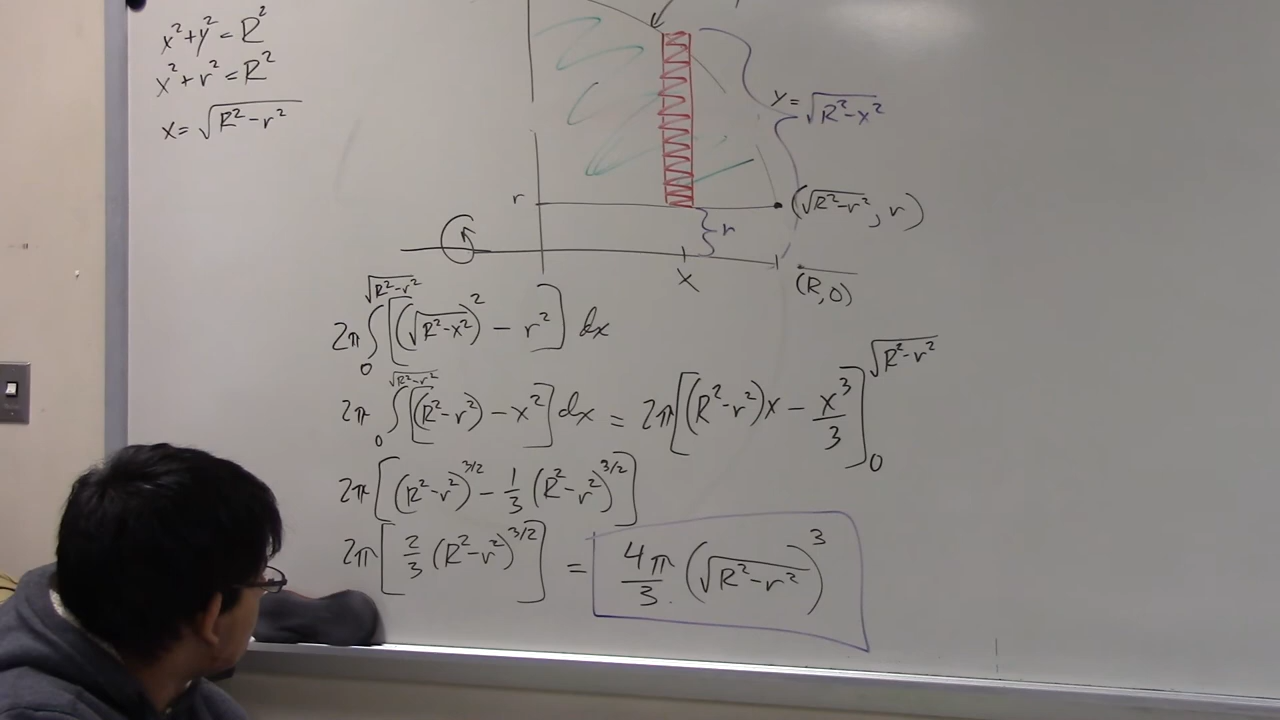 x² + y² = R²
x² + r² = R²
x = √(R² - r²)
y = √(R² - x²)
r
(√(R² - r²), r)
r
x
(R, 0)
2π ∫₀^√(R² - r²) [(√(R² - x²))² - r²] dx
2π ∫₀^√(R² - r²) [(R² - r²) - x²] dx = 2π [(R² - r²)x - x³/3]₀^√(R² - r²)
2π [(R² - r²)^3/2 - 1/3 (R² - r²)^3/2]
2π [2/3 (R² - r²)^3/2] = 4π/3 (√(R² - r²))³